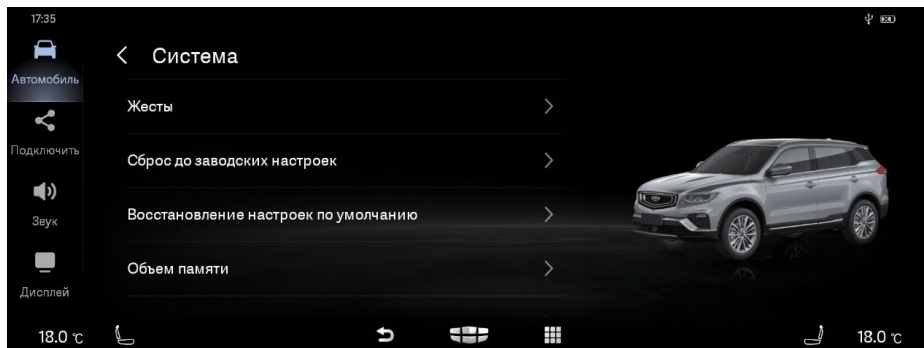 17:35
Автомобиль
Система
Жесты
Подключить
Сброс до заводских настроек
Звук
Восстановление настроек по умолчанию
Объем памяти
Дисплей
18.0 °C
18.0 °C